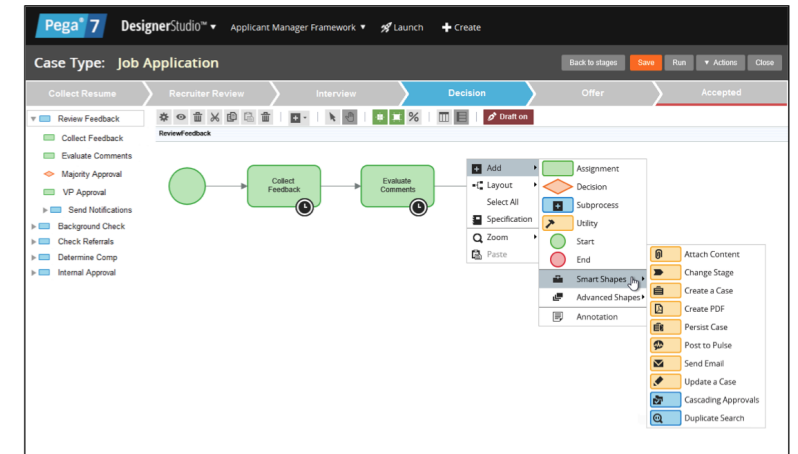 Pega® 7 DesignerStudio™ ▾ Applicant Manager Framework ▾ Launch Create
Case Type: Job Application
Back to stages Save Run ▾ Actions Close
Collect Resume Recruiter Review Interview Decision Offer Accepted
Review Feedback
Collect Feedback
Evaluate Comments
Majority Approval
VP Approval
Send Notifications
Background Check
Check Referrals
Determine Comp
Internal Approval
% Draft on
ReviewFeedback
Collect
Feedback
Evaluate
Comments
Add
Layout
Select All
Specification
Zoom
Paste
Assignment
Decision
Subprocess
Utility
Start
End
Smart Shapes
Advanced Shapes
Annotation
Attach Content
Change Stage
Create a Case
Create PDF
Persist Case
Post to Pulse
Send Email
Update a Case
Cascading Approvals
Duplicate Search